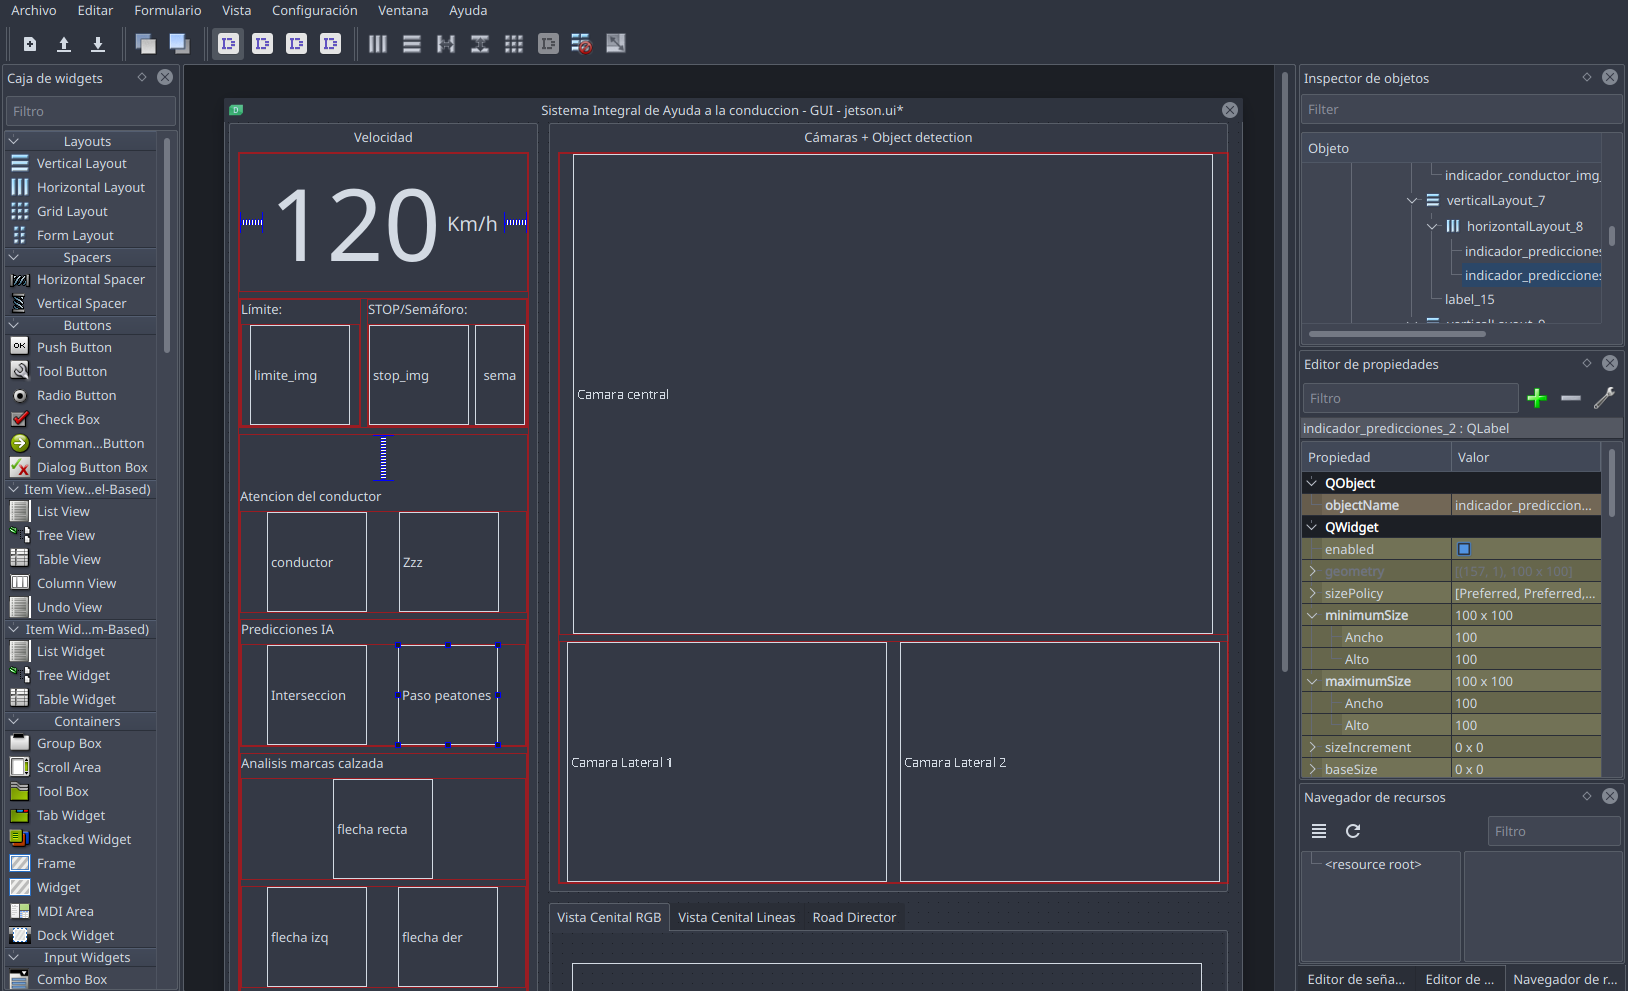 Archivo Editar Formulario Vista Configuración Ventana Ayuda
Caja de widgets
Filtro
Layouts
Vertical Layout
Horizontal Layout
Grid Layout
Form Layout
Spacers
Horizontal Spacer
Vertical Spacer
Buttons
OK Push Button
Tool Button
Radio Button
Check Box
Comman...Button
Dialog Button Box
Item View...el-Based)
List View
Tree View
Table View
Column View
Undo View
Item Wid...m-Based)
List Widget
Tree Widget
Table Widget
Containers
Group Box
Scroll Area
Tool Box
Tab Widget
Stacked Widget
Frame
Widget
MDI Area
Dock Widget
Input Widgets
Combo Box
Sistema Integral de Ayuda a la conduccion - GUI - jetson.ui*
Velocidad
120 Km/h
Límite: STOP/Semáforo:
limite_img stop_img sema
Atencion del conductor
conductor Zzz
Predicciones IA
Interseccion Paso peatones
Analisis marcas calzada
flecha recta
flecha izq flecha der
Cámaras + Object detection
Camara central
Camara Lateral 1 Camara Lateral 2
Vista Cenital RGB Vista Cenital Lineas Road Director
Inspector de objetos
Filter
Objeto
indicador_conductor_img_
verticalLayout_7
horizontalLayout_8
indicador_predicciones
indicador_predicciones
label_15
Editor de propiedades
Filtro
indicador_predicciones_2 : QLabel
Propiedad Valor
QObject
objectName indicador_prediccion...
QWidget
enabled
geometry [(157, 1), 100 x 100]
sizePolicy [Preferred, Preferred,...
minimumSize 100 x 100
Ancho 100
Alto 100
maximumSize 100 x 100
Ancho 100
Alto 100
sizeIncrement 0 x 0
baseSize 0 x 0
Navegador de recursos
Filtro
<resource root>
Editor de seña... Editor de ... Navegador de r...